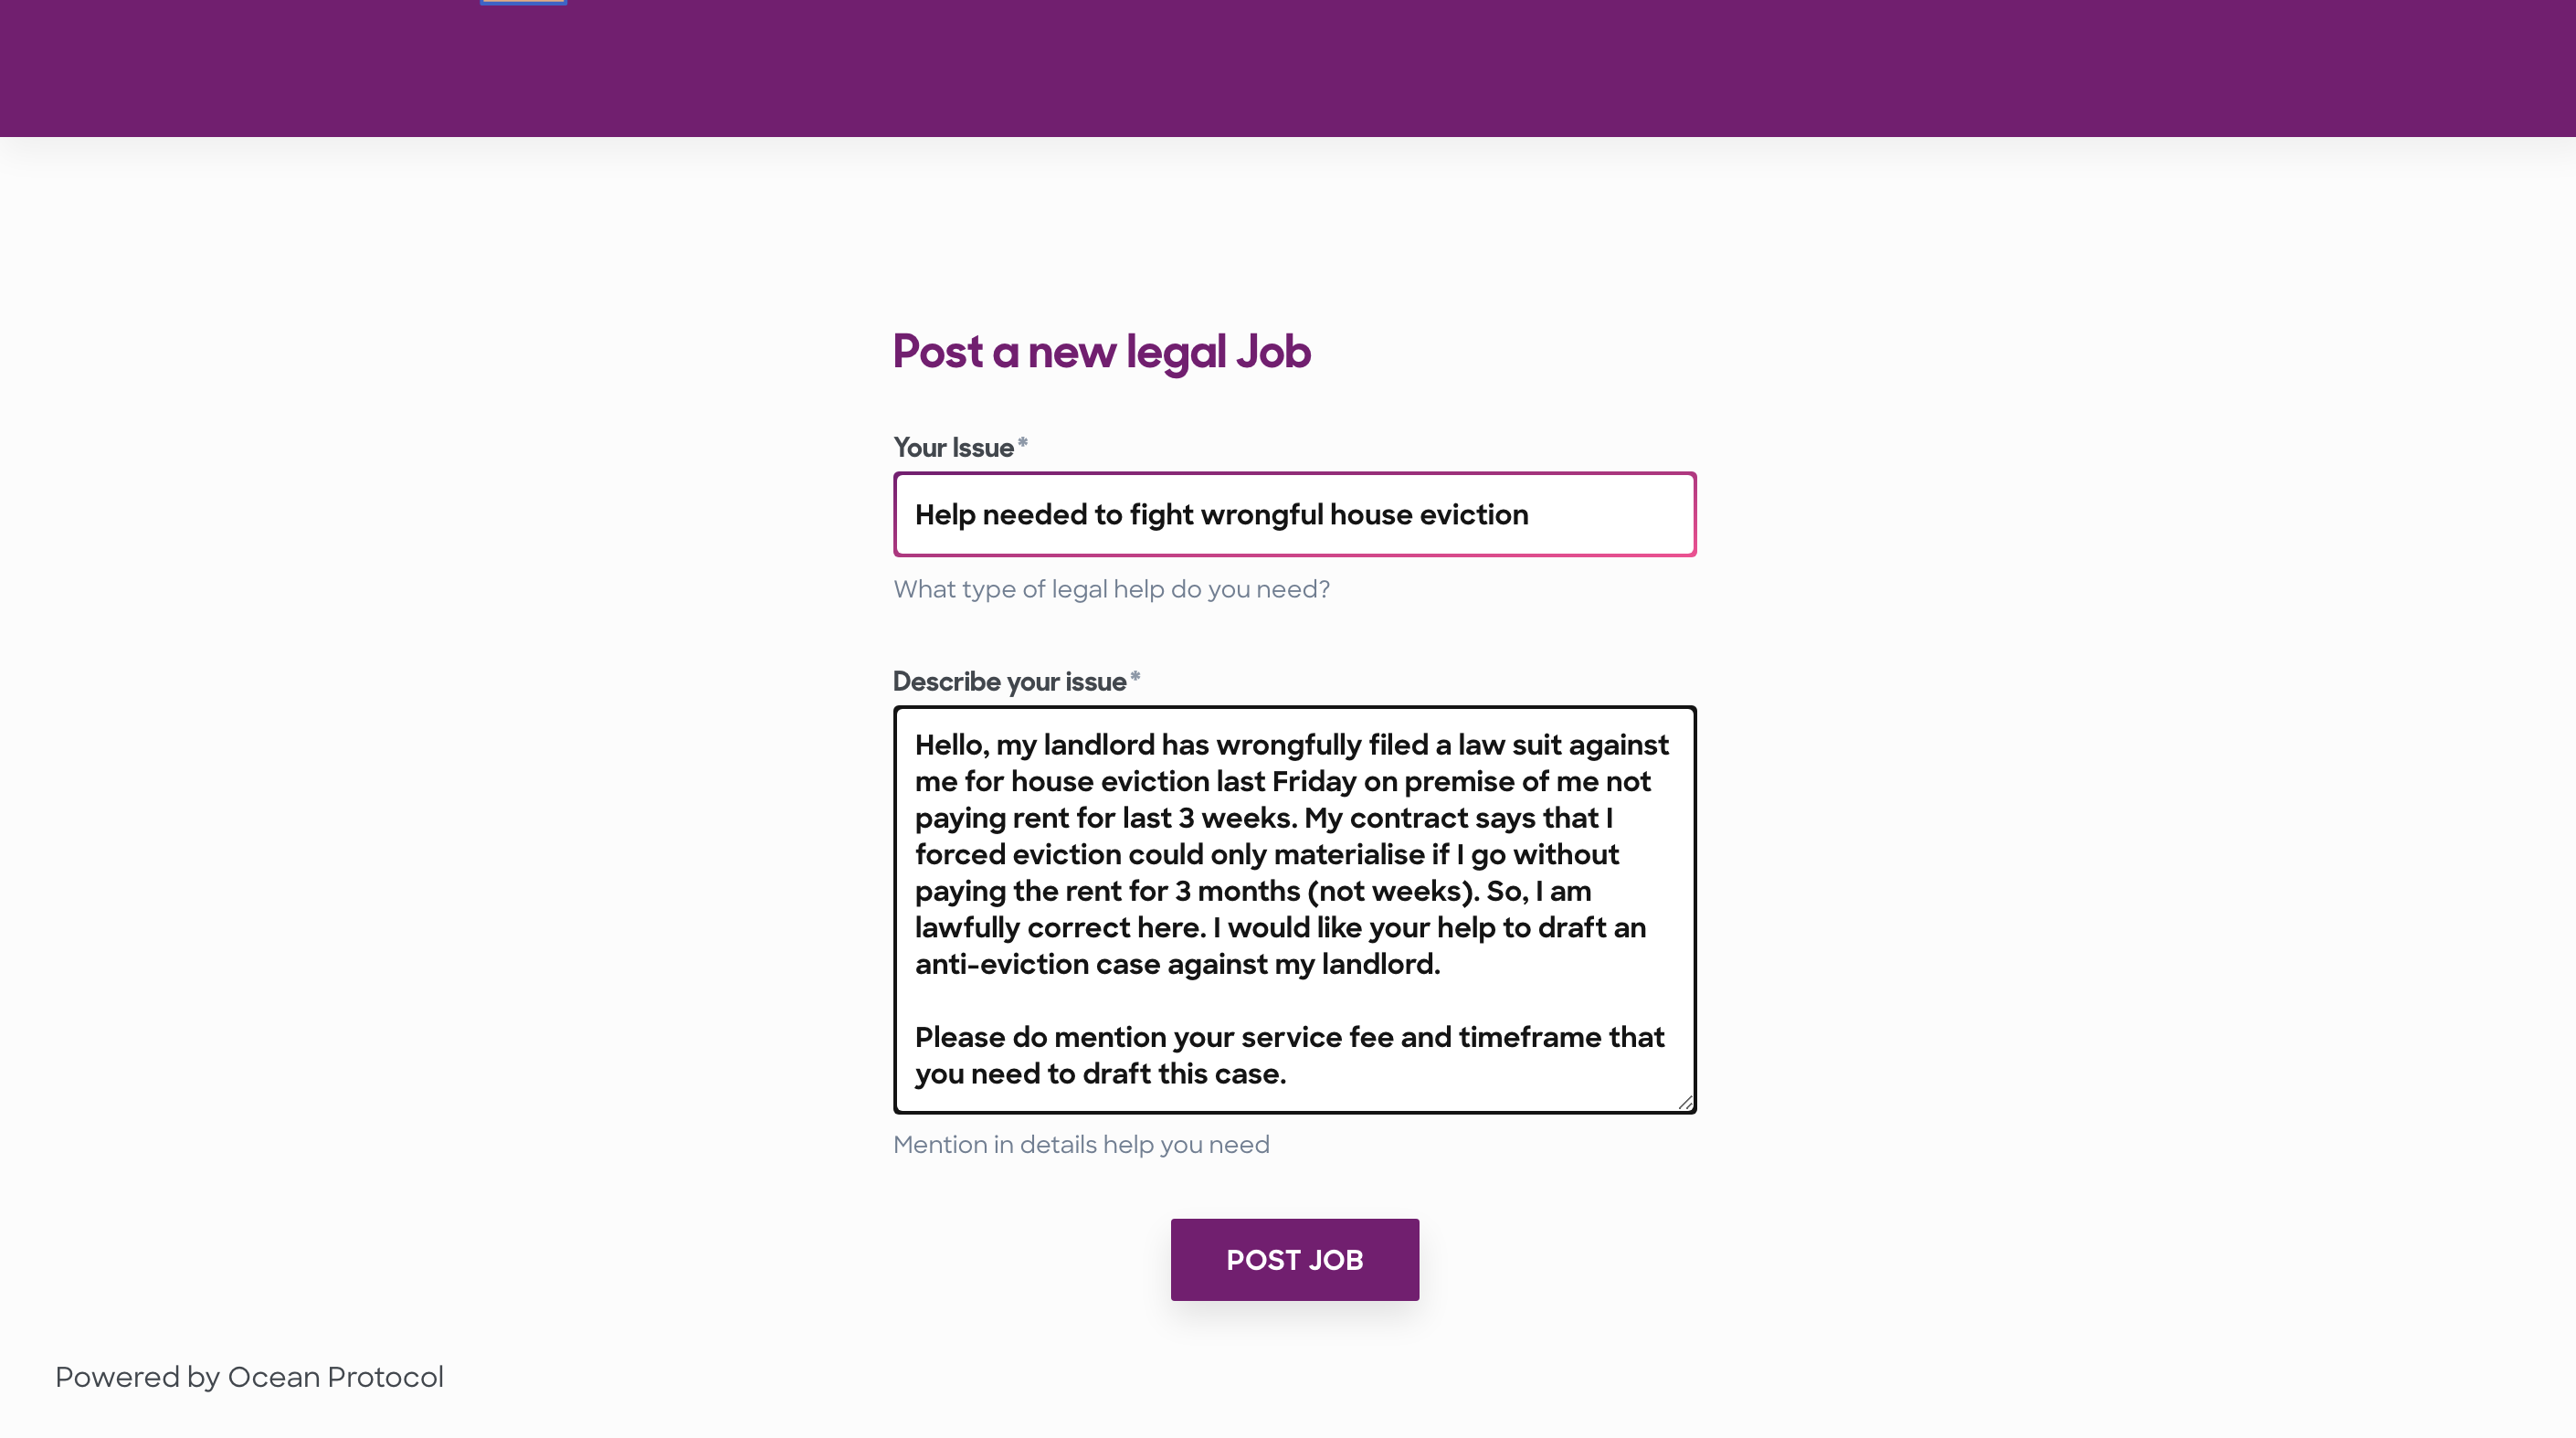 Post a new legal Job
Your Issue*
Help needed to fight wrongful house eviction
What type of legal help do you need?
Describe your issue*
Hello, my landlord has wrongfully filed a law suit against
me for house eviction last Friday on premise of me not
paying rent for last 3 weeks. My contract says that I
forced eviction could only materialise if I go without
paying the rent for 3 months (not weeks). So, I am
lawfully correct here. I would like your help to draft an
anti-eviction case against my landlord.
Please do mention your service fee and timeframe that
you need to draft this case.
Mention in details help you need
POST JOB
Powered by Ocean Protocol